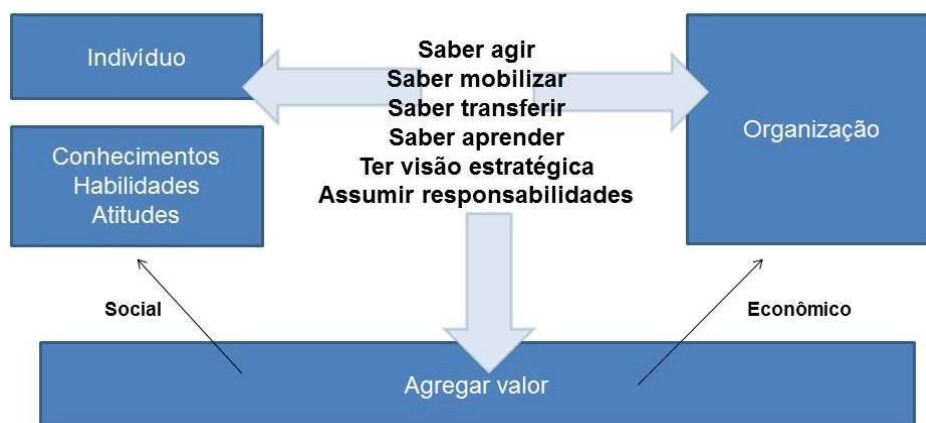 Indivíduo
Conhecimentos
Habilidades
Atitudes
Saber agir
Saber mobilizar
Saber transferir
Saber aprender
Ter visão estratégica
Assumir responsabilidades
Organização
Social
Econômico
Agregar valor